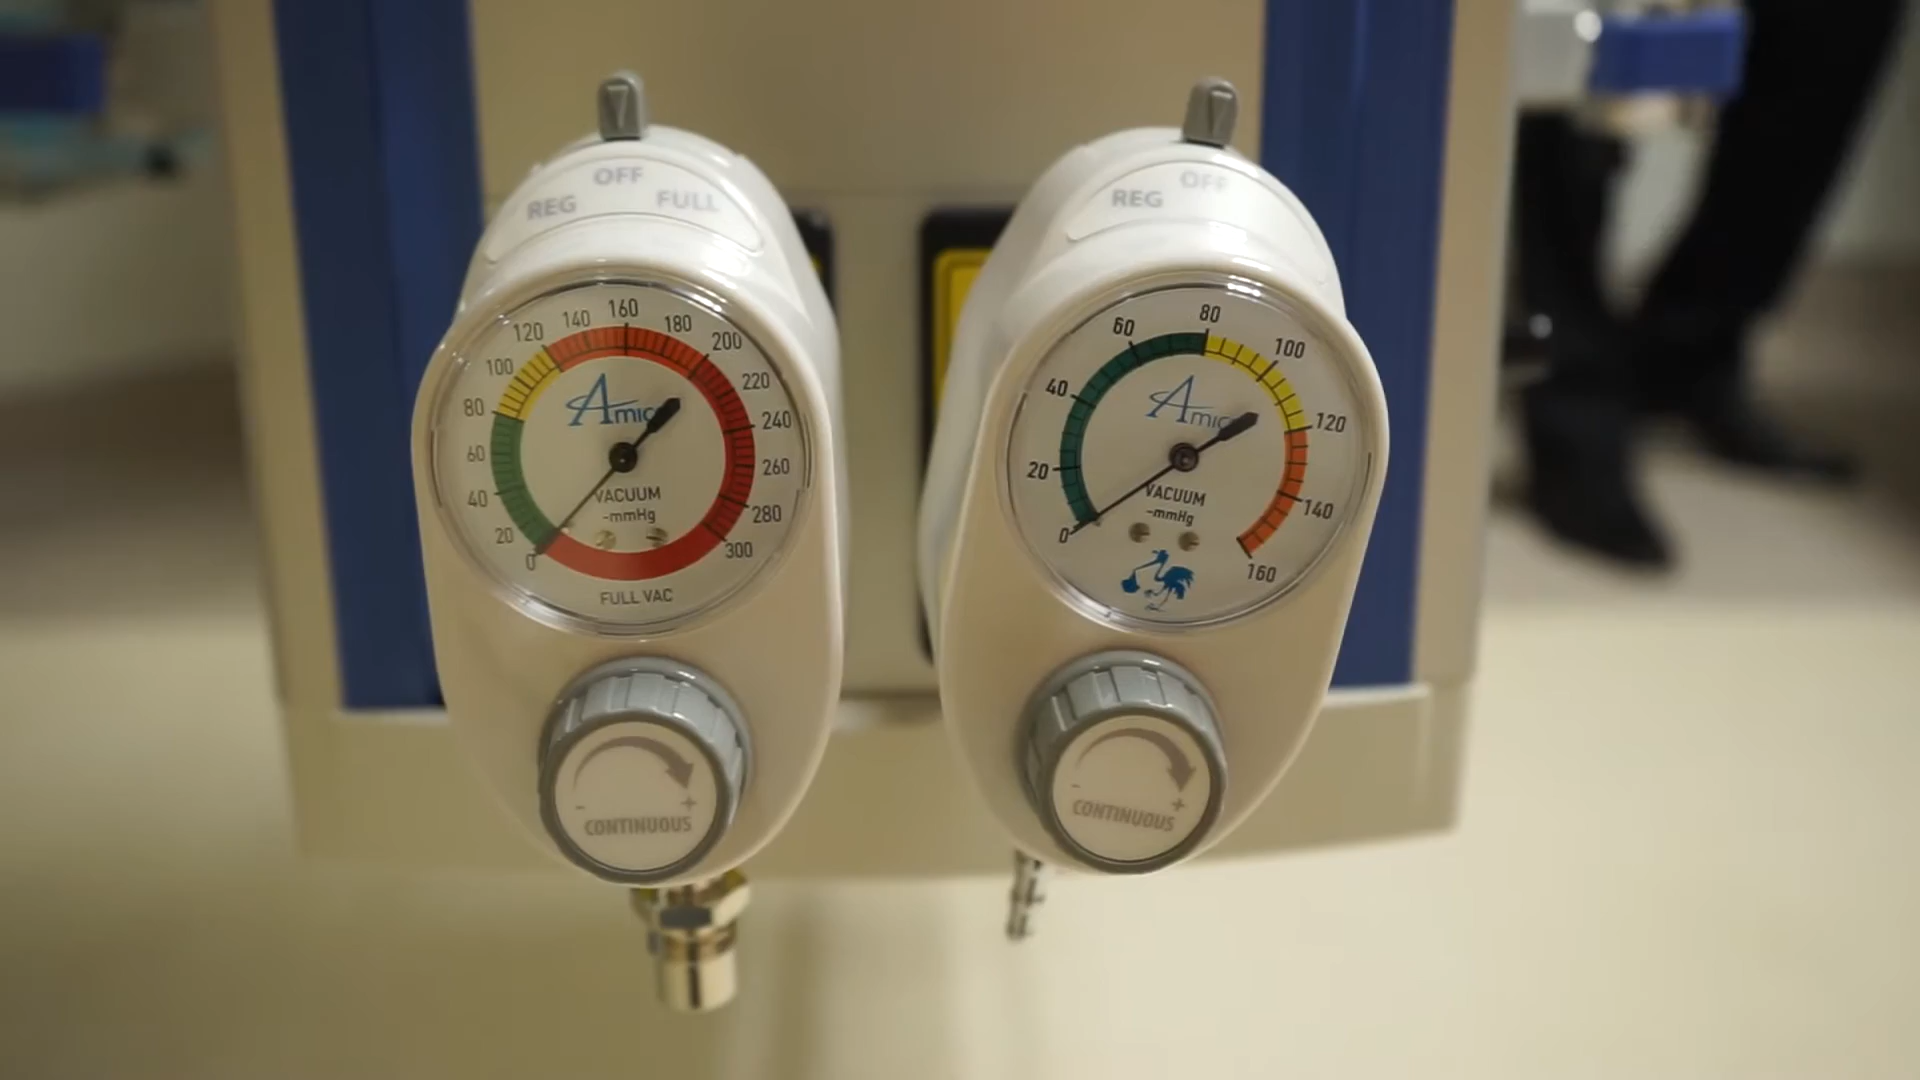 OFF
REG FULL
0 20 40 60 80 100 120 140 160 180 200 220 240 260 280 300
Amico
VACUUM
-mmHg
FULL VAC
- +
CONTINUOUS
OFF
REG
0 20 40 60 80 100 120 140 160
Amico
VACUUM
-mmHg
- +
CONTINUOUS